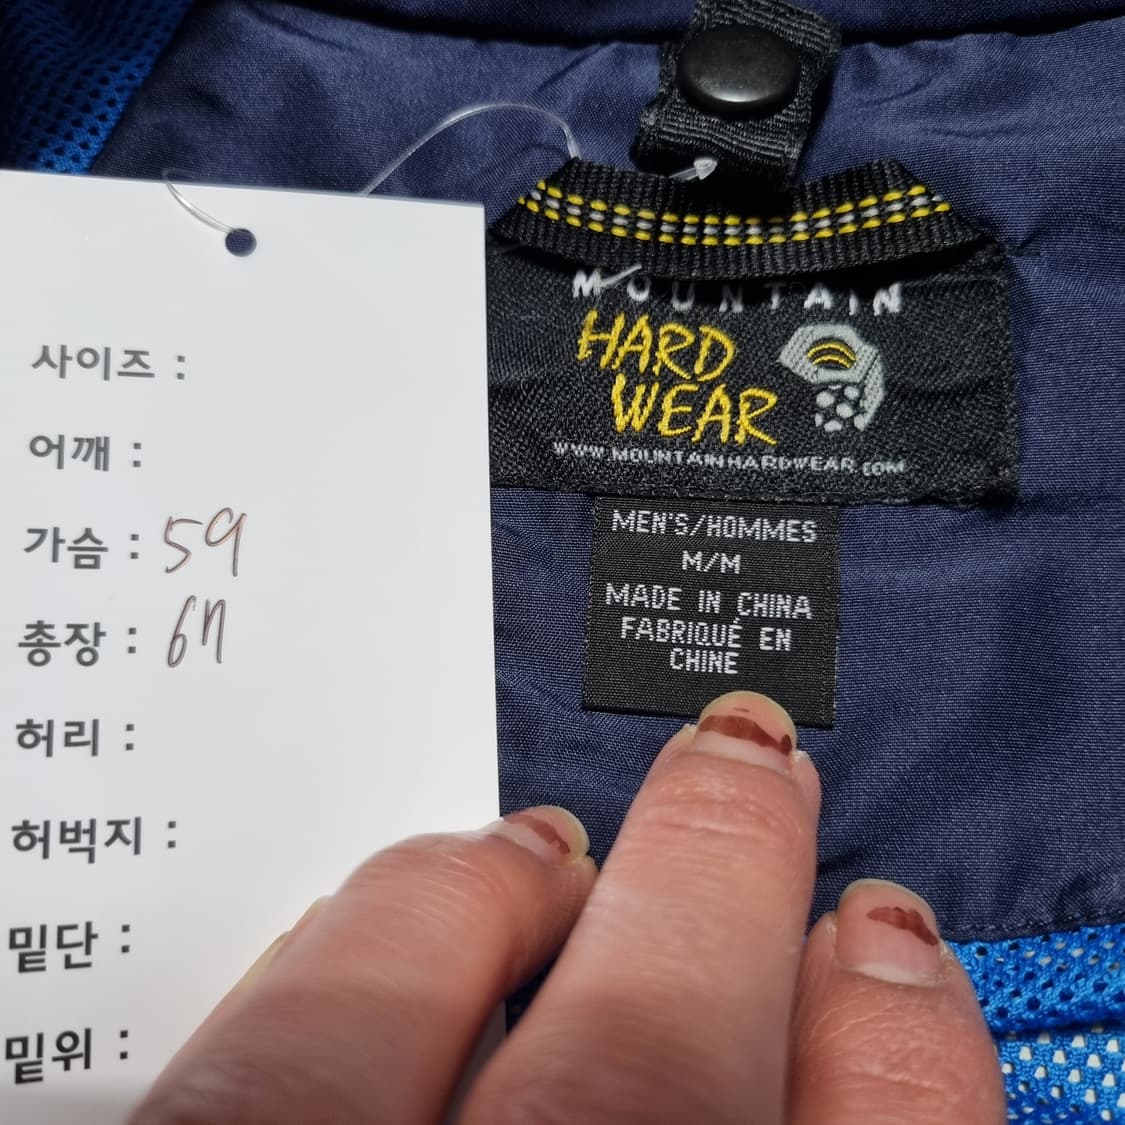 사이즈 :
어깨 :
가슴 : 59
총장 : 67
허리 :
허벅지 :
밑단 :
밑위 :
MOUNTAIN
HARD
WEAR
WWW.MOUNTAINHARDWEAR.COM
MEN'S/HOMMES
M/M
MADE IN CHINA
FABRIQUÉ EN
CHINE